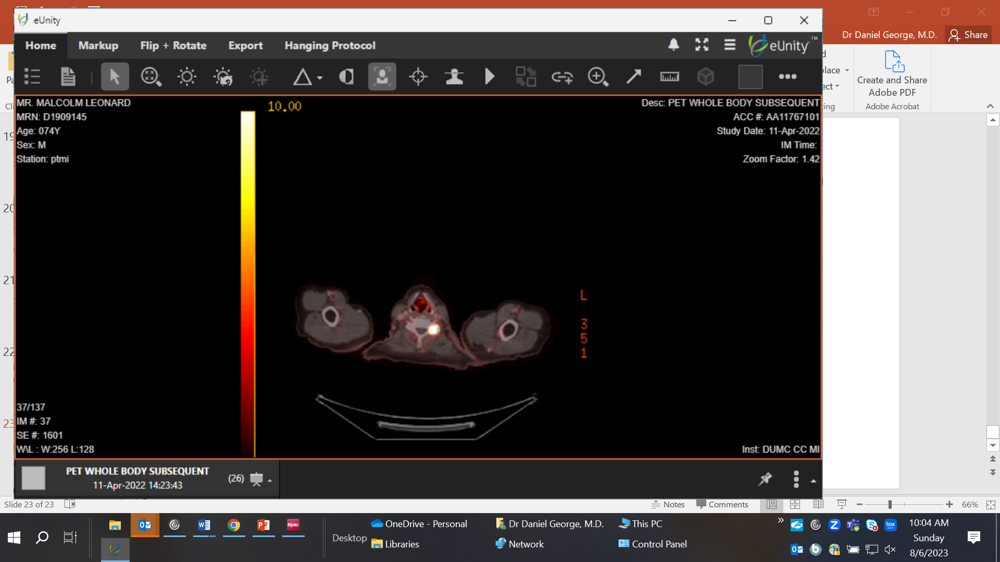 eUnity
Dr Daniel George, M.D.
Share
Home
Markup
Flip + Rotate
Export
Hanging Protocol
eUnity™
Create and Share
Adobe PDF
Adobe Acrobat
MR. MALCOLM LEONARD
MRN: D1909145
Age: 074Y
Sex: M
Station: ptmi
10.00
Desc: PET WHOLE BODY SUBSEQUENT
ACC #: AA11767101
Study Date: 11-Apr-2022
IM Time:
Zoom Factor: 1.42
19
20
21
22
23
L
3
5
1
37/137
IM #: 37
SE #: 1601
W\L : W:256 L:128
Inst: DUMC CC MI
PET WHOLE BODY SUBSEQUENT
11-Apr-2022 14:23:43
(26)
Slide 23 of 23
Notes
Comments
66%
Desktop
OneDrive - Personal
Dr Daniel George, M.D.
This PC
Libraries
Network
Control Panel
10:04 AM
Sunday
8/6/2023